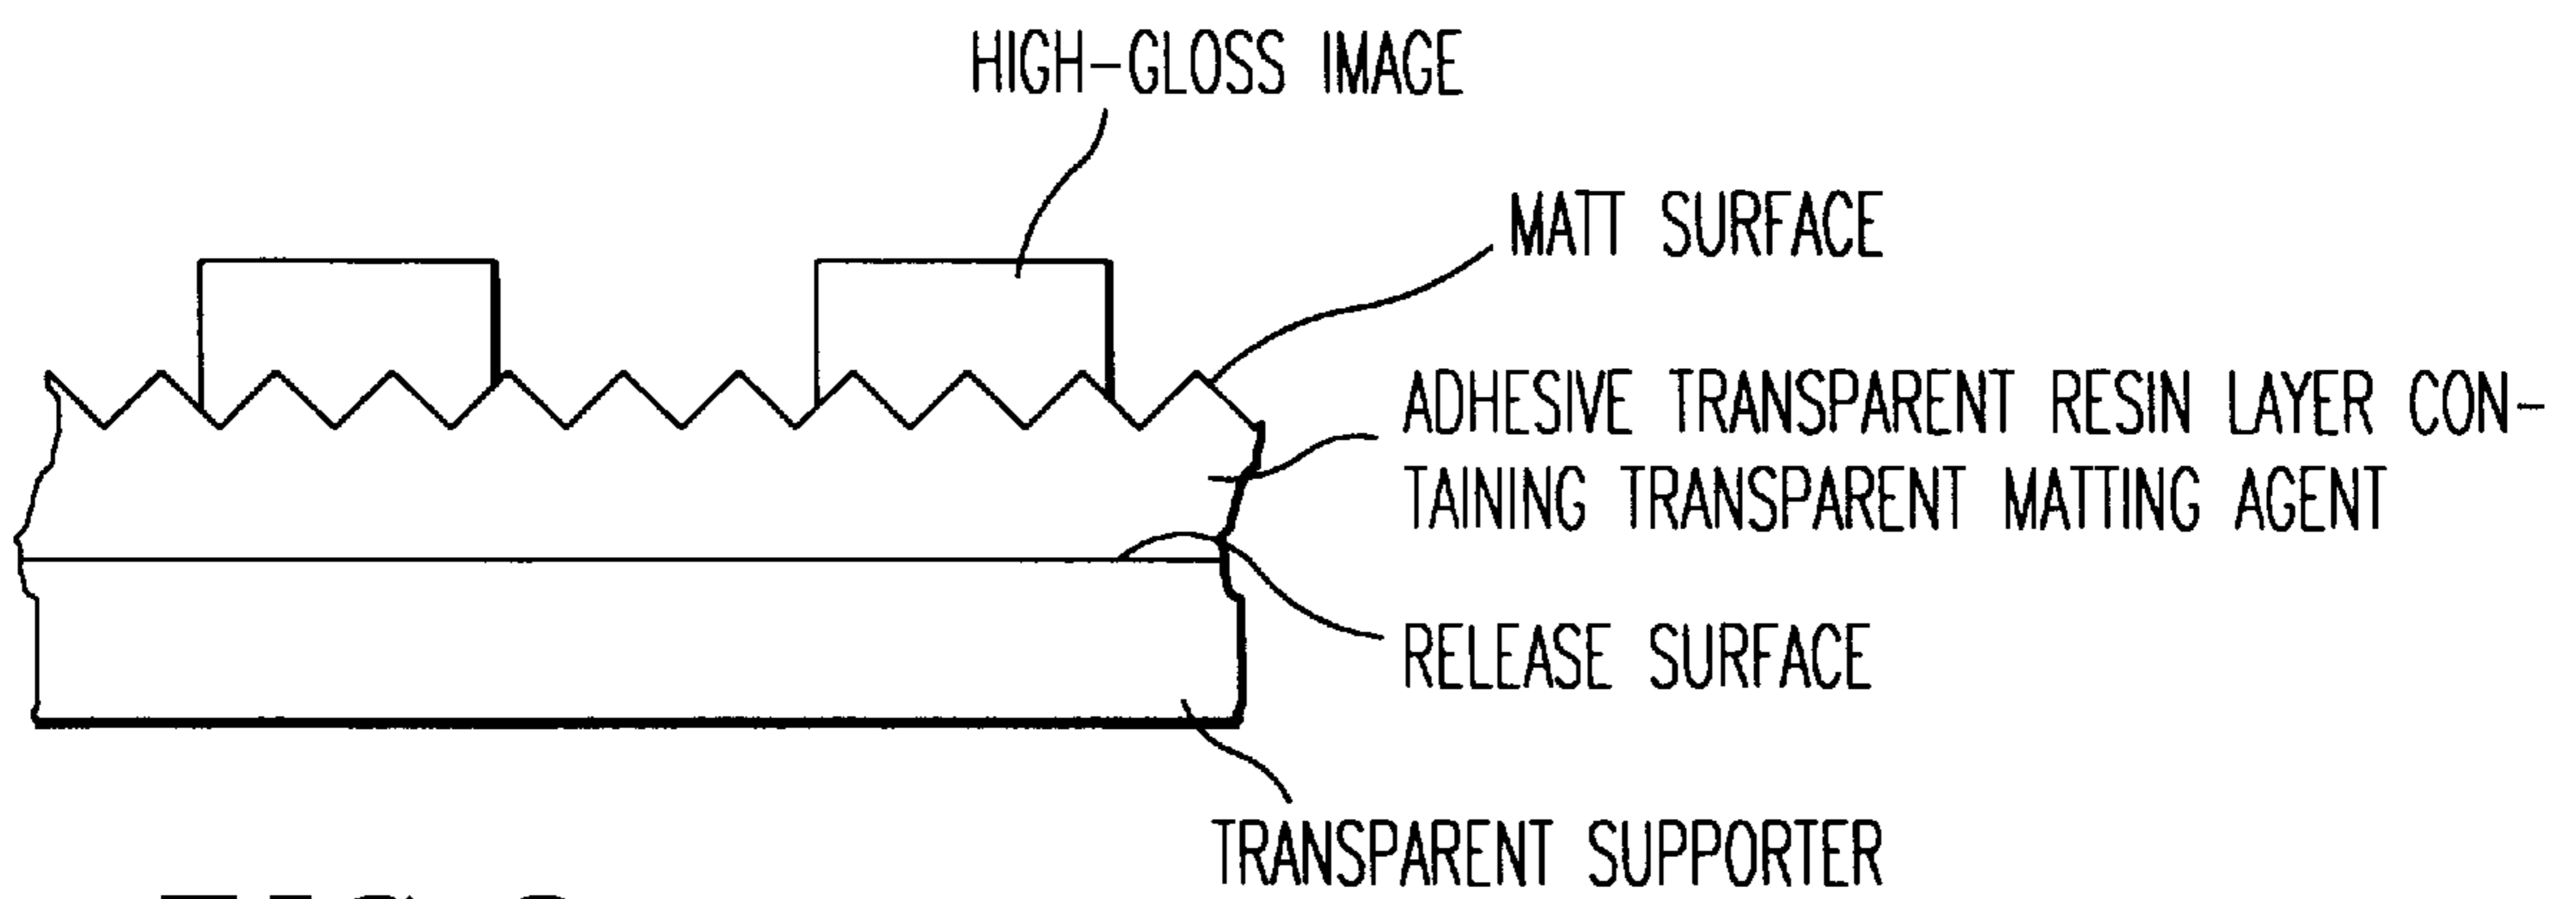 HIGH-GLOSS IMAGE
MATT SURFACE
ADHESIVE TRANSPARENT RESIN LAYER CON-
TAINING TRANSPARENT MATTING AGENT
RELEASE SURFACE
TRANSPARENT SUPPORTER